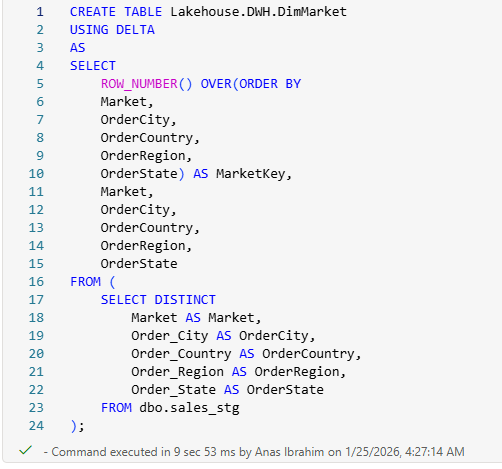 1 CREATE TABLE Lakehouse.DWH.DimMarket
2 USING DELTA
3 AS
4 SELECT
5 ROW_NUMBER() OVER(ORDER BY
6 Market,
7 OrderCity,
8 OrderCountry,
9 OrderRegion,
10 OrderState) AS MarketKey,
11 Market,
12 OrderCity,
13 OrderCountry,
14 OrderRegion,
15 OrderState
16 FROM (
17 SELECT DISTINCT
18 Market AS Market,
19 Order_City AS OrderCity,
20 Order_Country AS OrderCountry,
21 Order_Region AS OrderRegion,
22 Order_State AS OrderState
23 FROM dbo.sales_stg
24 );
- Command executed in 9 sec 53 ms by Anas Ibrahim on 1/25/2026, 4:27:14 AM